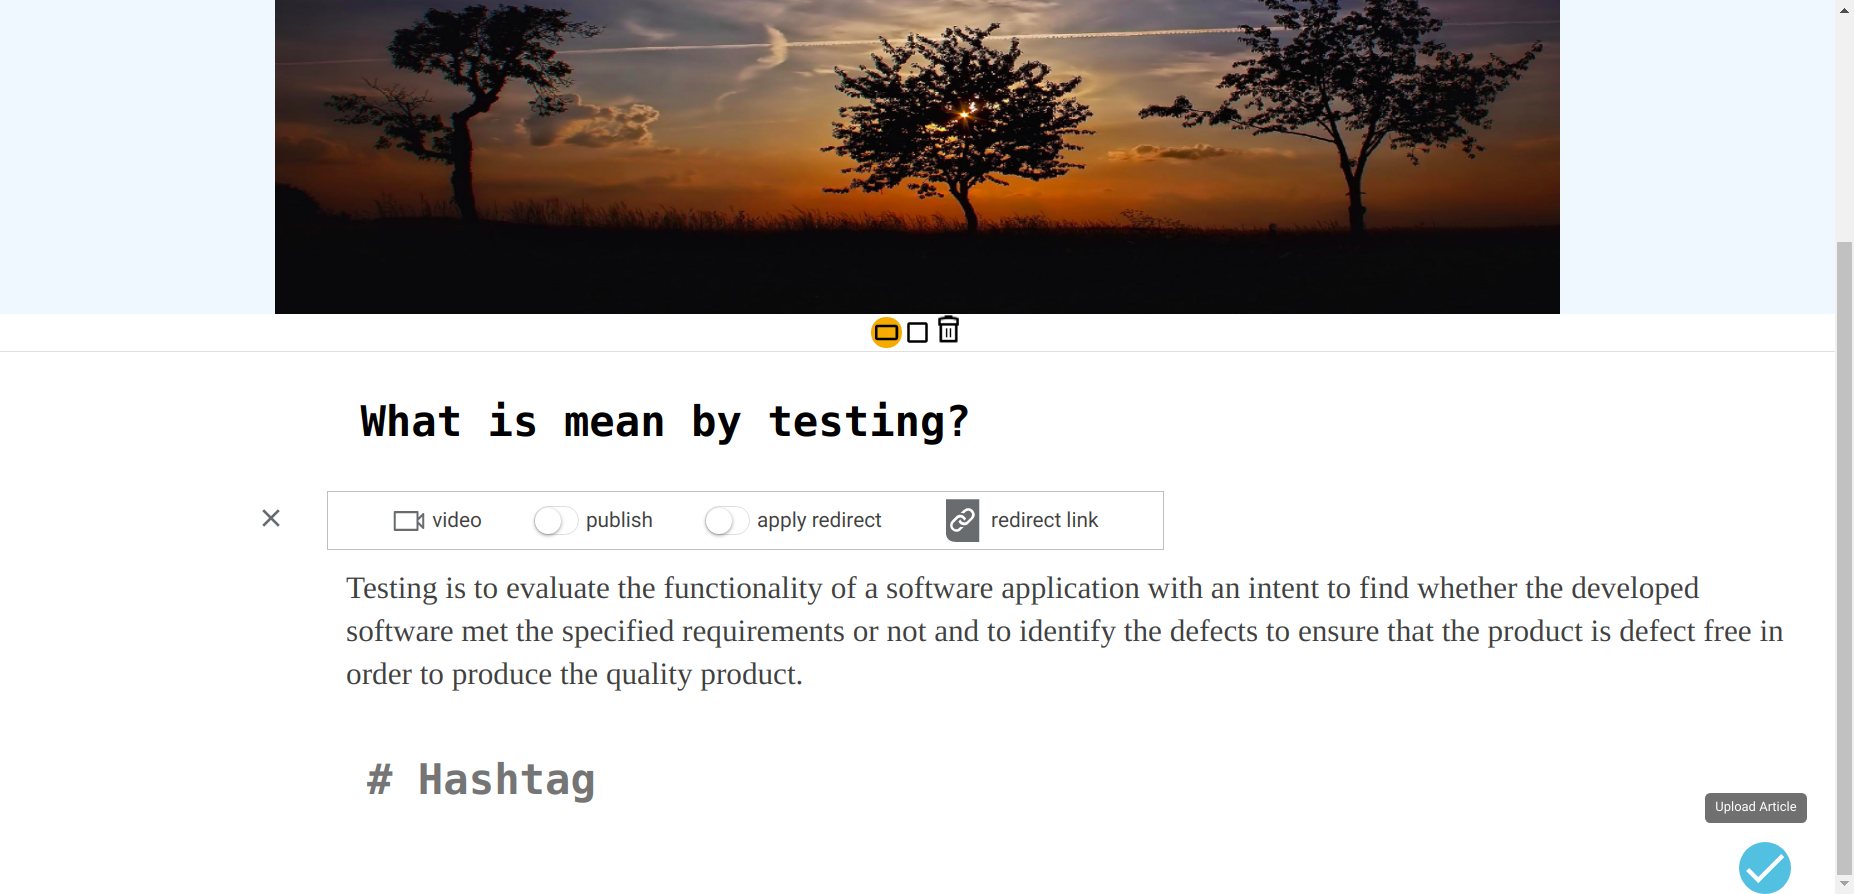 What is mean by testing?
video publish apply redirect redirect link
Testing is to evaluate the functionality of a software application with an intent to find whether the developed
software met the specified requirements or not and to identify the defects to ensure that the product is defect free in
order to produce the quality product.
# Hashtag
Upload Article